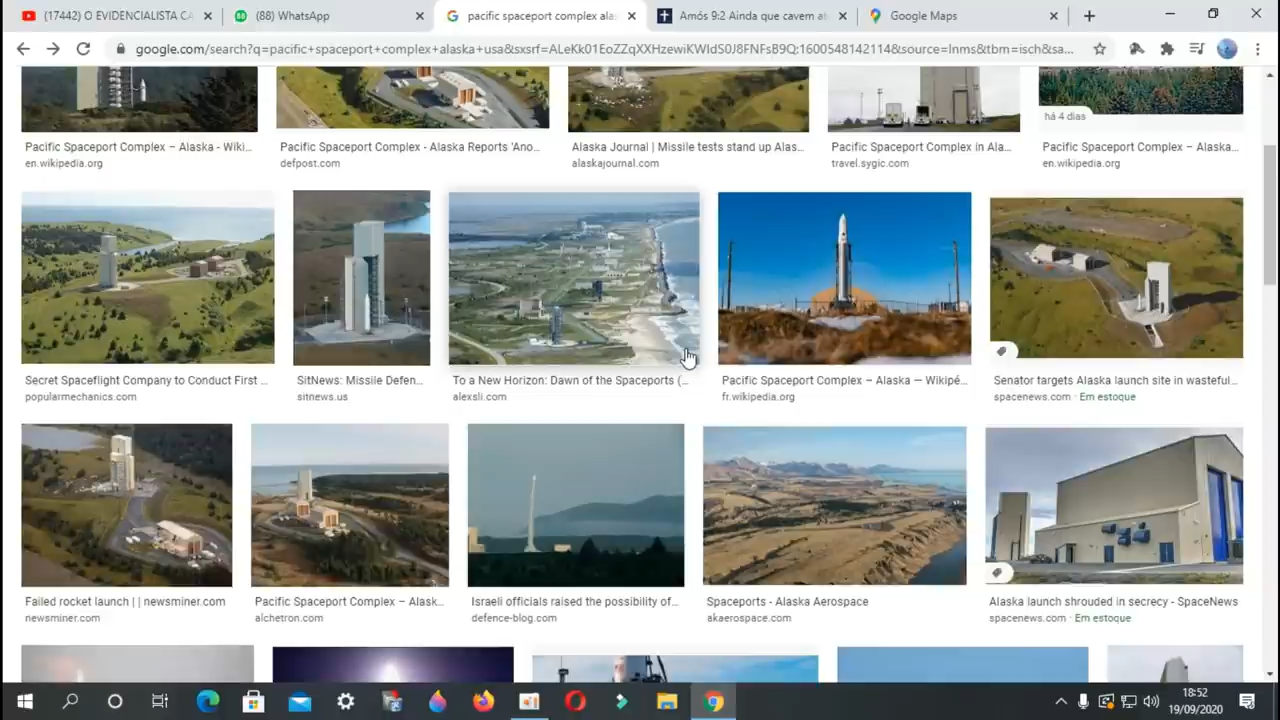 (17442) O EVIDENCIALISTA CA
(88) WhatsApp
pacific spaceport complex ala
Amós 9:2 Ainda que cavem at
Google Maps
google.com/search?q=pacific+spaceport+complex+alaska+usa&sxsrf=ALeKk01EoZZqXXHzewiKWIdS0J8FNFsB9Q:1600548142114&source=lnms&tbm=isch&sa...
há 4 dias
Pacific Spaceport Complex – Alaska - Wiki...
en.wikipedia.org
Pacific Spaceport Complex - Alaska Reports 'Ano...
defpost.com
Alaska Journal | Missile tests stand up Alas...
alaskajournal.com
Pacific Spaceport Complex in Ala...
travel.sygic.com
Pacific Spaceport Complex – Alaska...
en.wikipedia.org
Secret Spaceflight Company to Conduct First ...
popularmechanics.com
SitNews: Missile Defen...
sitnews.us
To a New Horizon: Dawn of the Spaceports (...
alexsli.com
Pacific Spaceport Complex – Alaska — Wikipé...
fr.wikipedia.org
Senator targets Alaska launch site in wasteful...
spacenews.com · Em estoque
Failed rocket launch | | newsminer.com
newsminer.com
Pacific Spaceport Complex – Alask...
alchetron.com
Israeli officials raised the possibility of...
defence-blog.com
Spaceports - Alaska Aerospace
akaerospace.com
Alaska launch shrouded in secrecy - SpaceNews
spacenews.com · Em estoque
18:52
19/09/2020